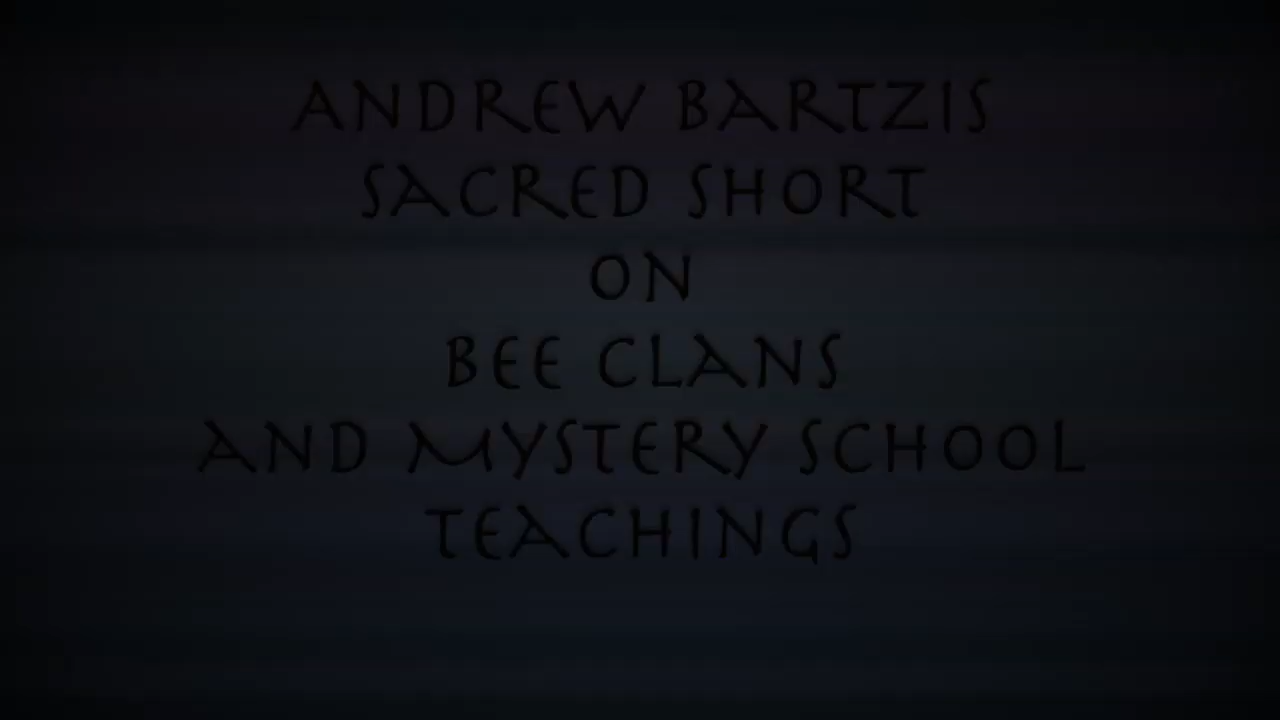 ANDREW BARTZIS
SACRED SHORT
ON
BEE CLANS
AND MYSTERY SCHOOL
TEACHINGS